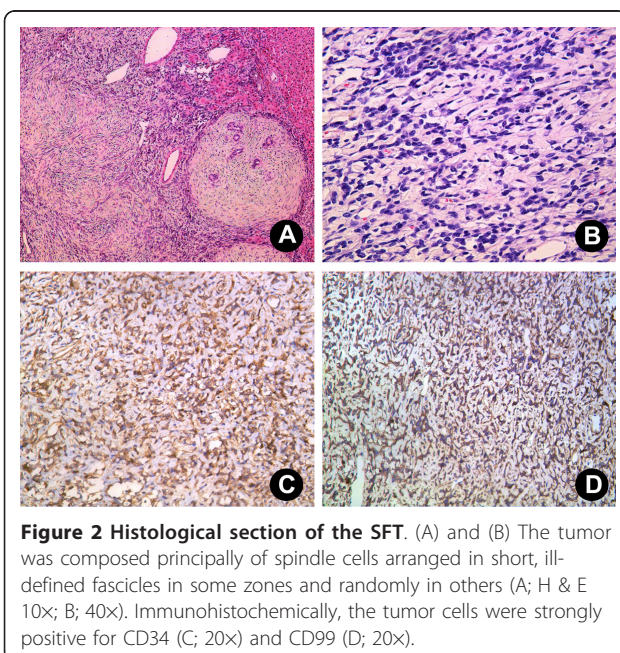 A
B
C
D
Figure 2 Histological section of the SFT. (A) and (B) The tumor
was composed principally of spindle cells arranged in short, ill-
defined fascicles in some zones and randomly in others (A; H & E
10×; B; 40×). Immunohistochemically, the tumor cells were strongly
positive for CD34 (C; 20×) and CD99 (D; 20×).